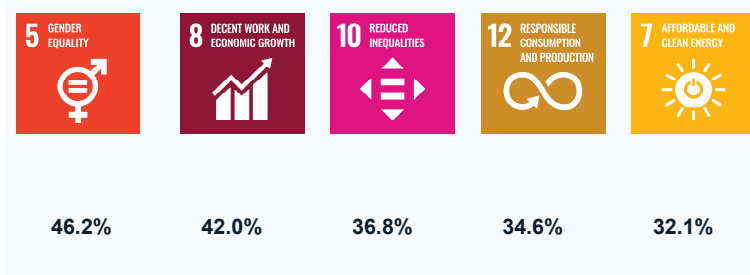 5 GENDER
EQUALITY
8 DECENT WORK AND
ECONOMIC GROWTH
10 REDUCED
INEQUALITIES
12 RESPONSIBLE
CONSUMPTION
AND PRODUCTION
7 AFFORDABLE AND
CLEAN ENERGY
46.2%
42.0%
36.8%
34.6%
32.1%